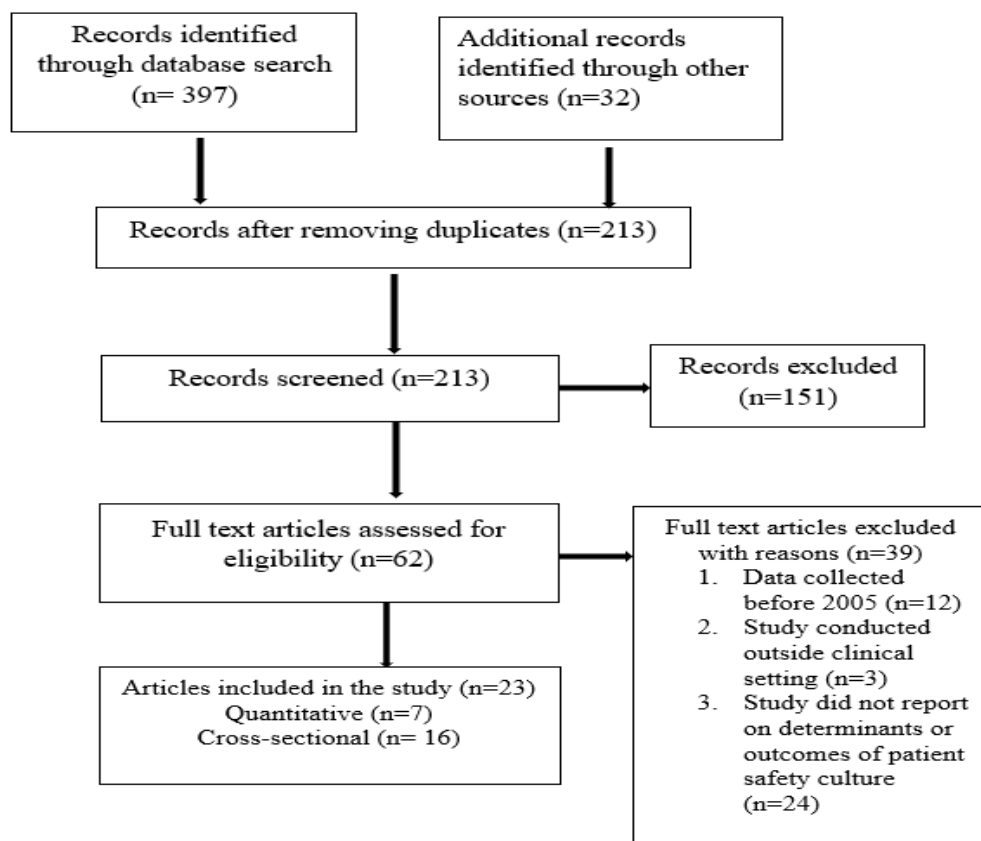 Records identified
through database search
(n= 397)
Additional records
identified through other
sources (n=32)
Records after removing duplicates (n=213)
Records screened (n=213)
Records excluded
(n=151)
Full text articles assessed for
eligibility (n=62)
Full text articles excluded
with reasons (n=39)
1. Data collected
before 2005 (n=12)
2. Study conducted
outside clinical
setting (n=3)
3. Study did not report
on determinants or
outcomes of patient
safety culture
(n=24)
Articles included in the study (n=23)
Quantitative (n=7)
Cross-sectional (n= 16)